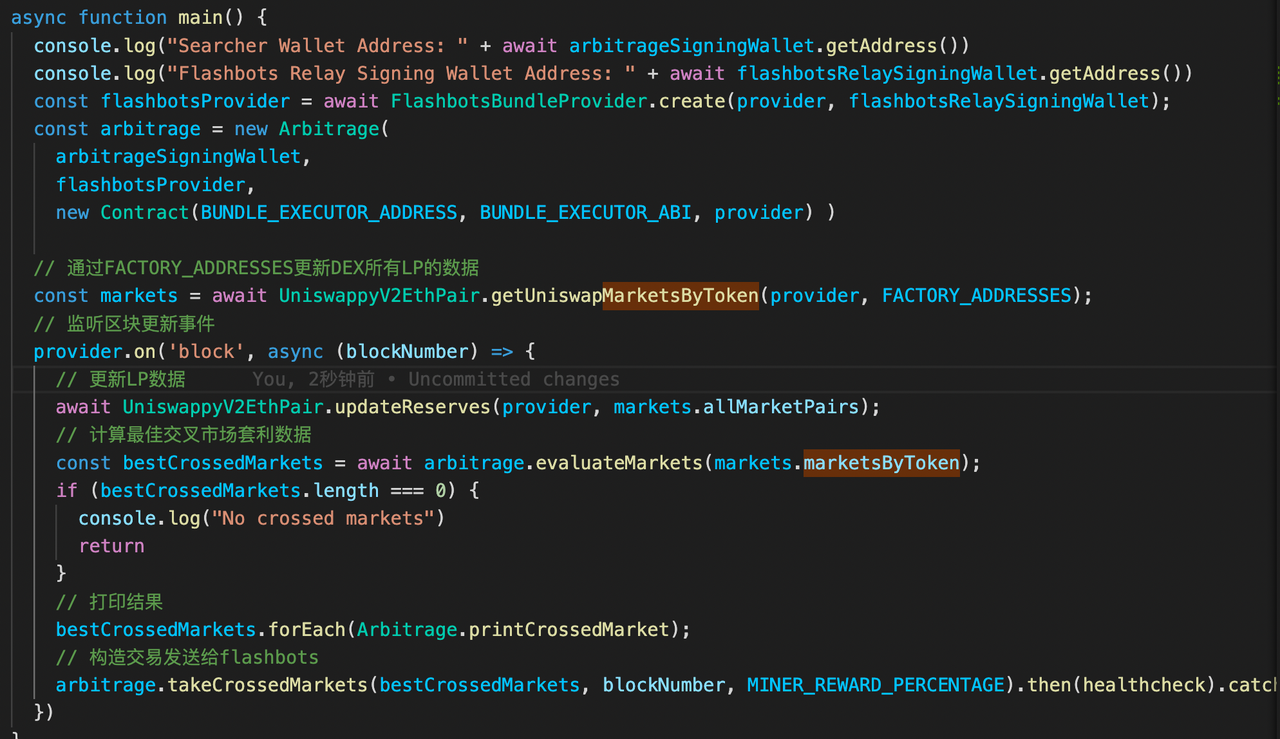 async function main() {
console.log("Searcher Wallet Address: " + await arbitrageSigningWallet.getAddress())
console.log("Flashbots Relay Signing Wallet Address: " + await flashbotsRelaySigningWallet.getAddress())
const flashbotsProvider = await FlashbotsBundleProvider.create(provider, flashbotsRelaySigningWallet);
const arbitrage = new Arbitrage(
arbitrageSigningWallet,
flashbotsProvider,
new Contract(BUNDLE_EXECUTOR_ADDRESS, BUNDLE_EXECUTOR_ABI, provider) )
// 通过FACTORY_ADDRESSES更新DEX所有LP的数据
const markets = await UniswappyV2EthPair.getUniswapMarketsByToken(provider, FACTORY_ADDRESSES);
// 监听区块更新事件
provider.on('block', async (blockNumber) => {
// 更新LP数据 You, 2秒钟前 • Uncommitted changes
await UniswappyV2EthPair.updateReserves(provider, markets.allMarketPairs);
// 计算最佳交叉市场套利数据
const bestCrossedMarkets = await arbitrage.evaluateMarkets(markets.marketsByToken);
if (bestCrossedMarkets.length === 0) {
console.log("No crossed markets")
return
}
// 打印结果
bestCrossedMarkets.forEach(Arbitrage.printCrossedMarket);
// 构造交易发送给flashbots
arbitrage.takeCrossedMarkets(bestCrossedMarkets, blockNumber, MINER_REWARD_PERCENTAGE).then(healthcheck).catc
})